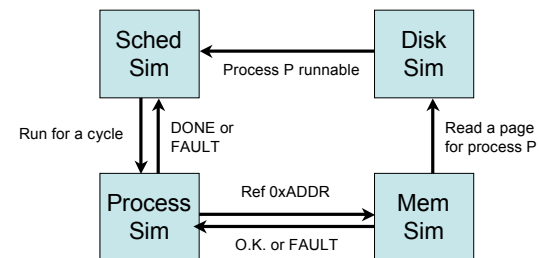 Sched
Sim
Disk
Sim
Process P runnable
Run for a cycle
DONE or
FAULT
Read a page
for process P
Process
Sim
Ref 0xADDR
Mem
Sim
O.K. or FAULT